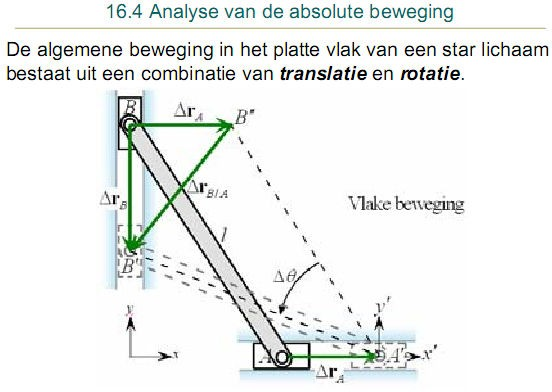 16.4 Analyse van de absolute beweging
De algemene beweging in het platte vlak van een star lichaam
bestaat uit een combinatie van translatie en rotatie.
B
Δr_A
B"
Δr_B/A
Δr_B
Vlakke beweging
l
B'
Δθ
y
y'
x
A
A'
x'
Δr_A